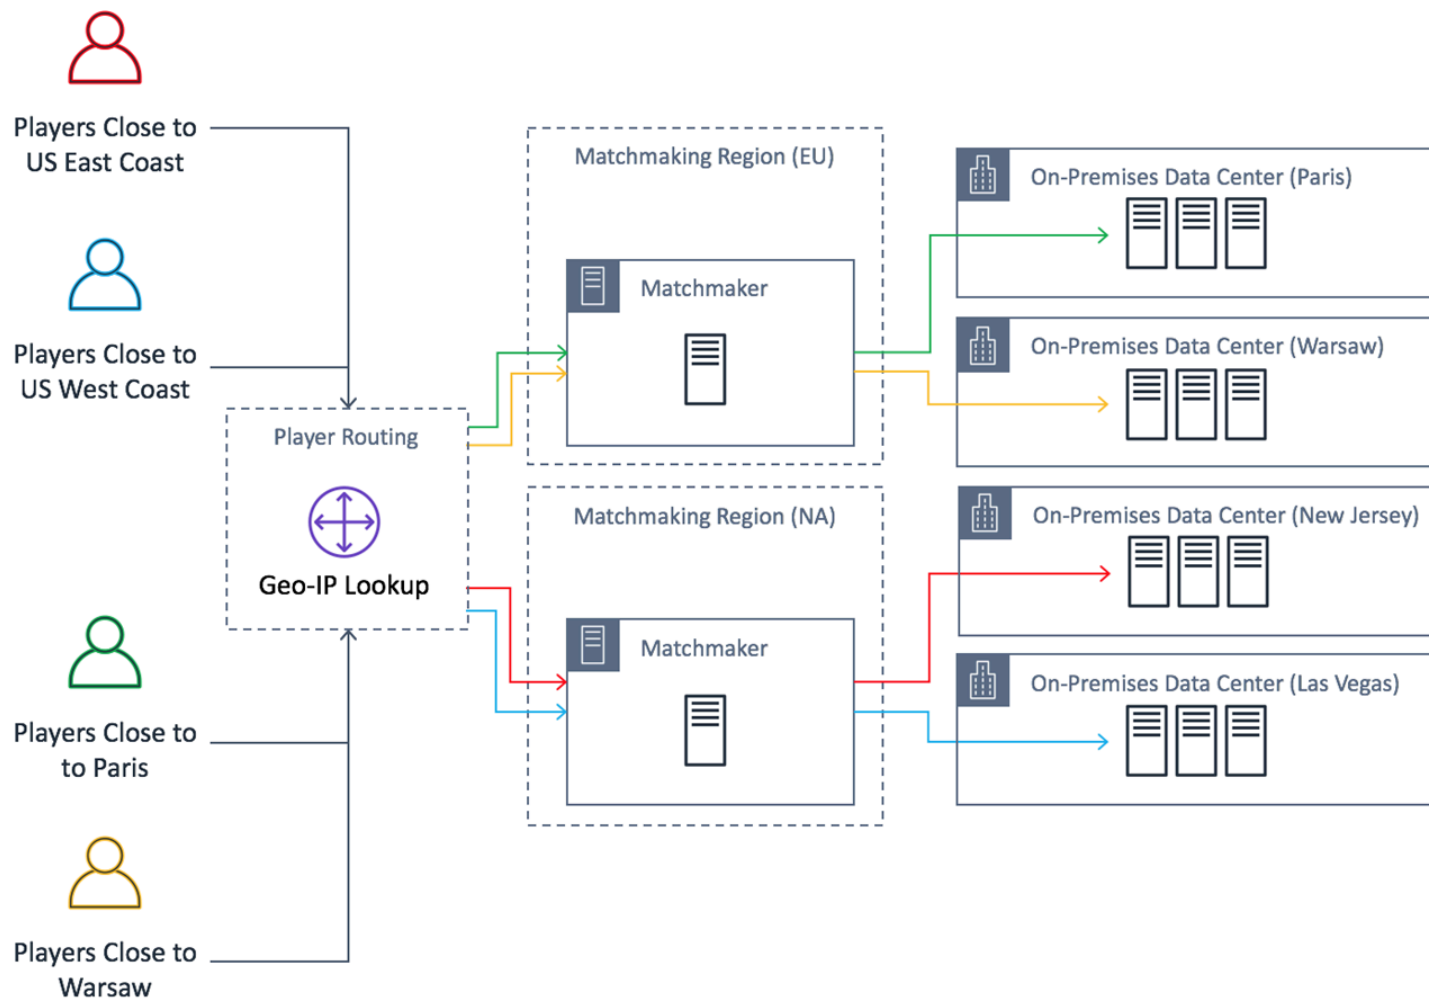 Players Close to
US East Coast
Players Close to
US West Coast
Player Routing
Geo-IP Lookup
Players Close to
to Paris
Players Close to
Warsaw
Matchmaking Region (EU)
Matchmaker
Matchmaking Region (NA)
Matchmaker
On-Premises Data Center (Paris)
On-Premises Data Center (Warsaw)
On-Premises Data Center (New Jersey)
On-Premises Data Center (Las Vegas)